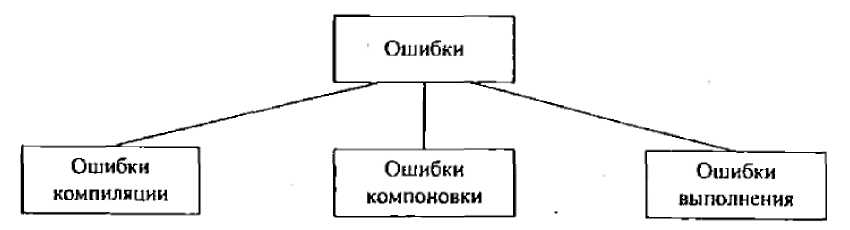 Ошибки
Ошибки
компиляции
Ошибки
компоновки
Ошибки
выполнения